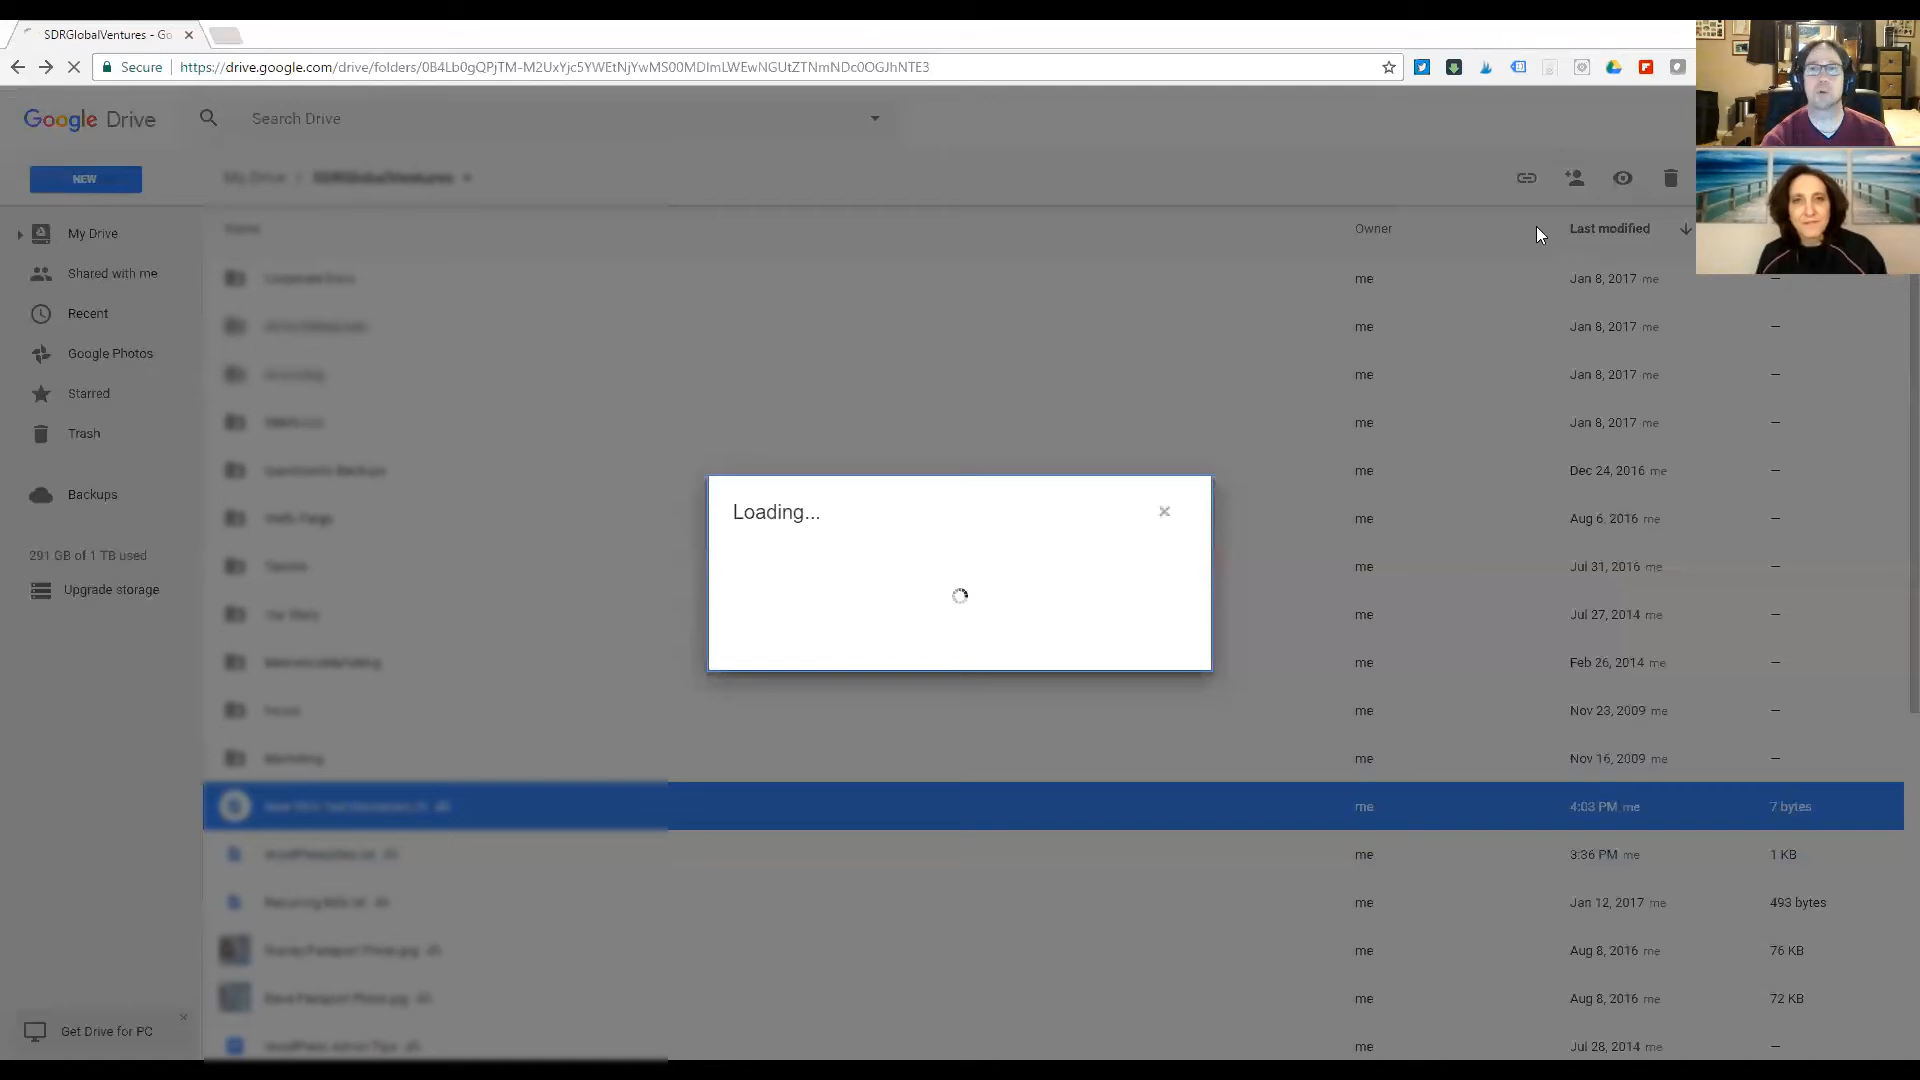 SDRGlobalVentures - Go
Secure
https://drive.google.com/drive/folders/0B4Lb0gQPjTM-M2UxYjc5YWEtNjYwMS00MDImLWEwNGUtZTNmNDc0OGJhNTE3
Google Drive
Search Drive
NEW
My Drive / SDRGlobalVentures
Owner
Last modified
My Drive
Shared with me
Recent
Google Photos
Starred
Trash
Backups
291 GB of 1 TB used
Upgrade storage
Get Drive for PC
me Jan 8, 2017 me —
me Jan 8, 2017 me —
me Jan 8, 2017 me —
me Jan 8, 2017 me —
me Dec 24, 2016 me —
me Aug 6, 2016 me —
me Jul 31, 2016 me —
me Jul 27, 2014 me —
me Feb 26, 2014 me —
me Nov 23, 2009 me —
Marketing me Nov 16, 2009 me —
me 4:03 PM me 7 bytes
me 3:36 PM me 1 KB
me Jan 12, 2017 me 493 bytes
me Aug 8, 2016 me 76 KB
me Aug 8, 2016 me 72 KB
me Jul 28, 2014 me —
Loading...